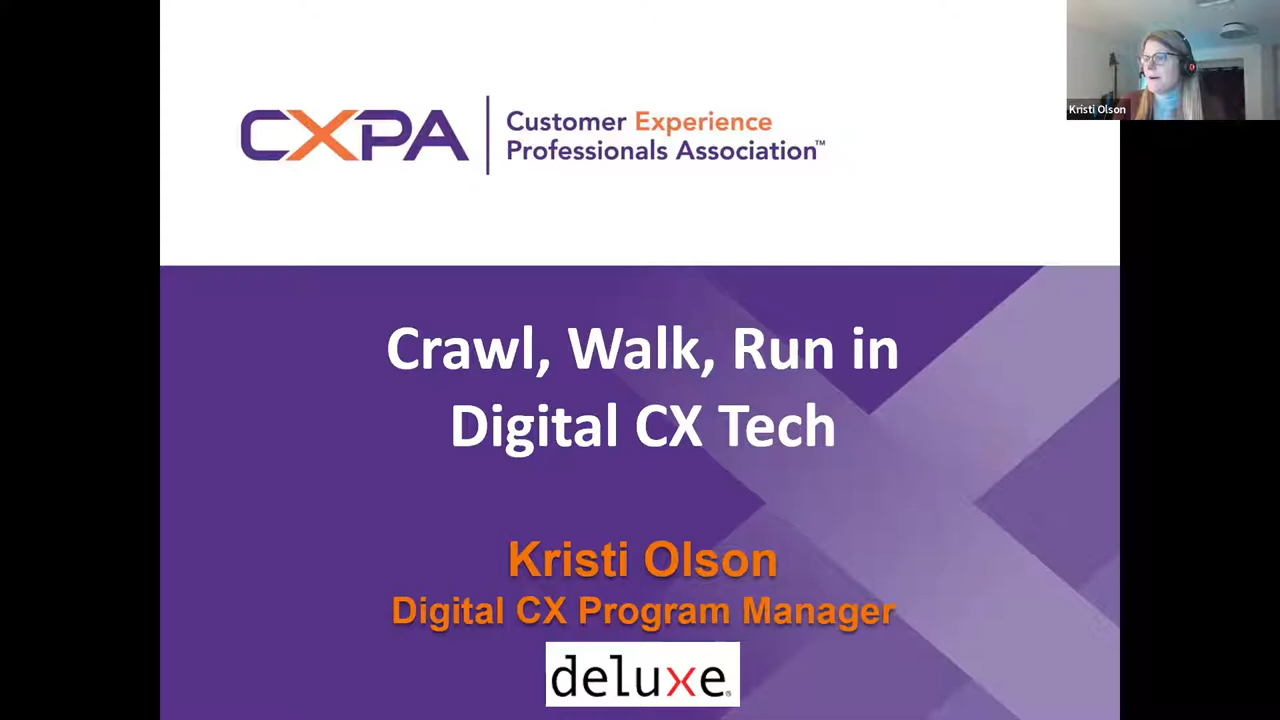 CXPA
Customer Experience
Professionals Association™
Kristi Olson
Crawl, Walk, Run in
Digital CX Tech
Kristi Olson
Digital CX Program Manager
deluxe®